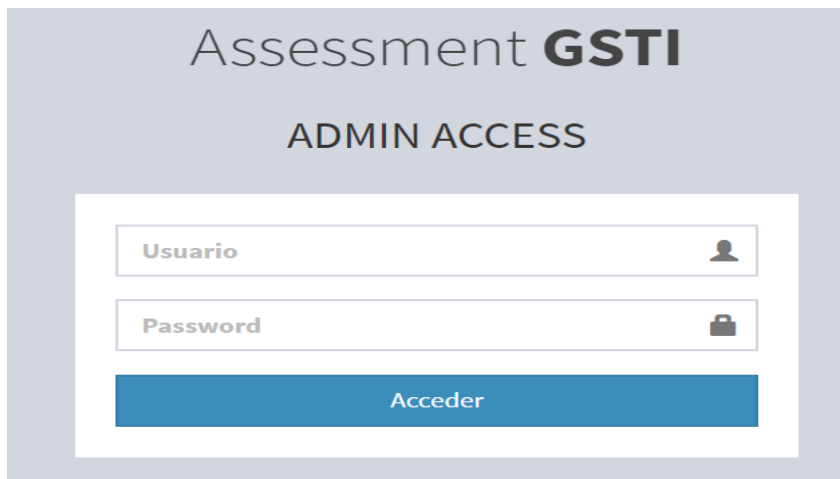 Assessment GSTI
ADMIN ACCESS
Usuario
Password
Acceder